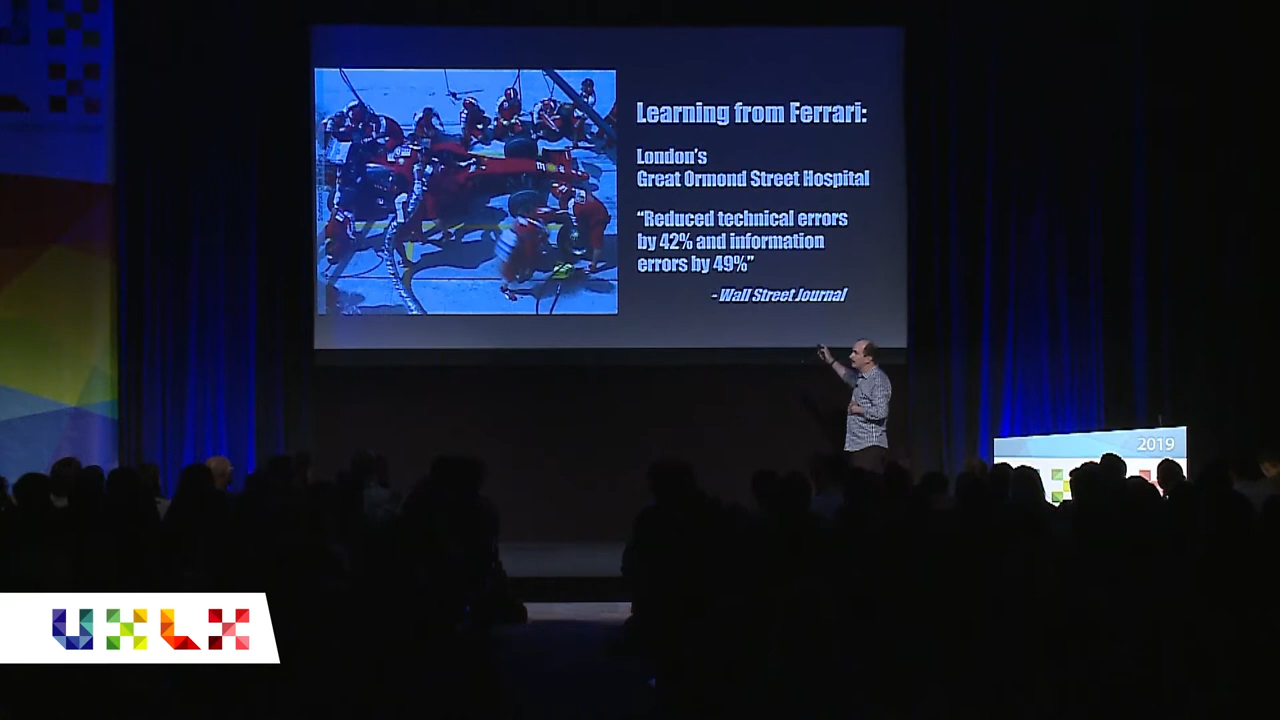 Learning from Ferrari:
London's
Great Ormond Street Hospital
“Reduced technical errors
by 42% and information
errors by 49%”
- Wall Street Journal
2019
UXLX